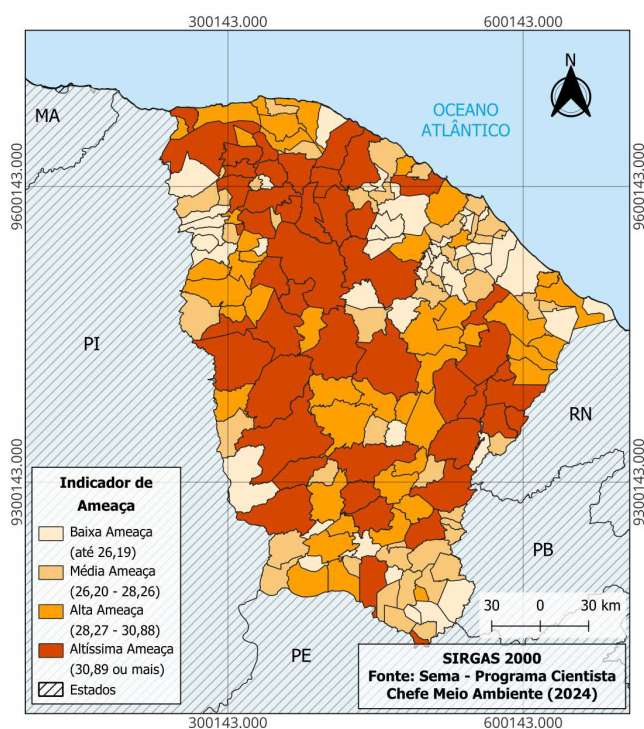 300143.000 600143.000
N
MA
OCEANO
ATLÂNTICO
9600143.000 9600143.000
PI
RN
9300143.000 9300143.000
Indicador de
Ameaça
Baixa Ameaça
(até 26,19)
Média Ameaça
(26,20 - 28,26)
Alta Ameaça
(28,27 - 30,88)
Altíssima Ameaça
(30,89 ou mais)
Estados
PB
30 0 30 km
PE
SIRGAS 2000
Fonte: Sema - Programa Cientista
Chefe Meio Ambiente (2024)
300143.000 600143.000